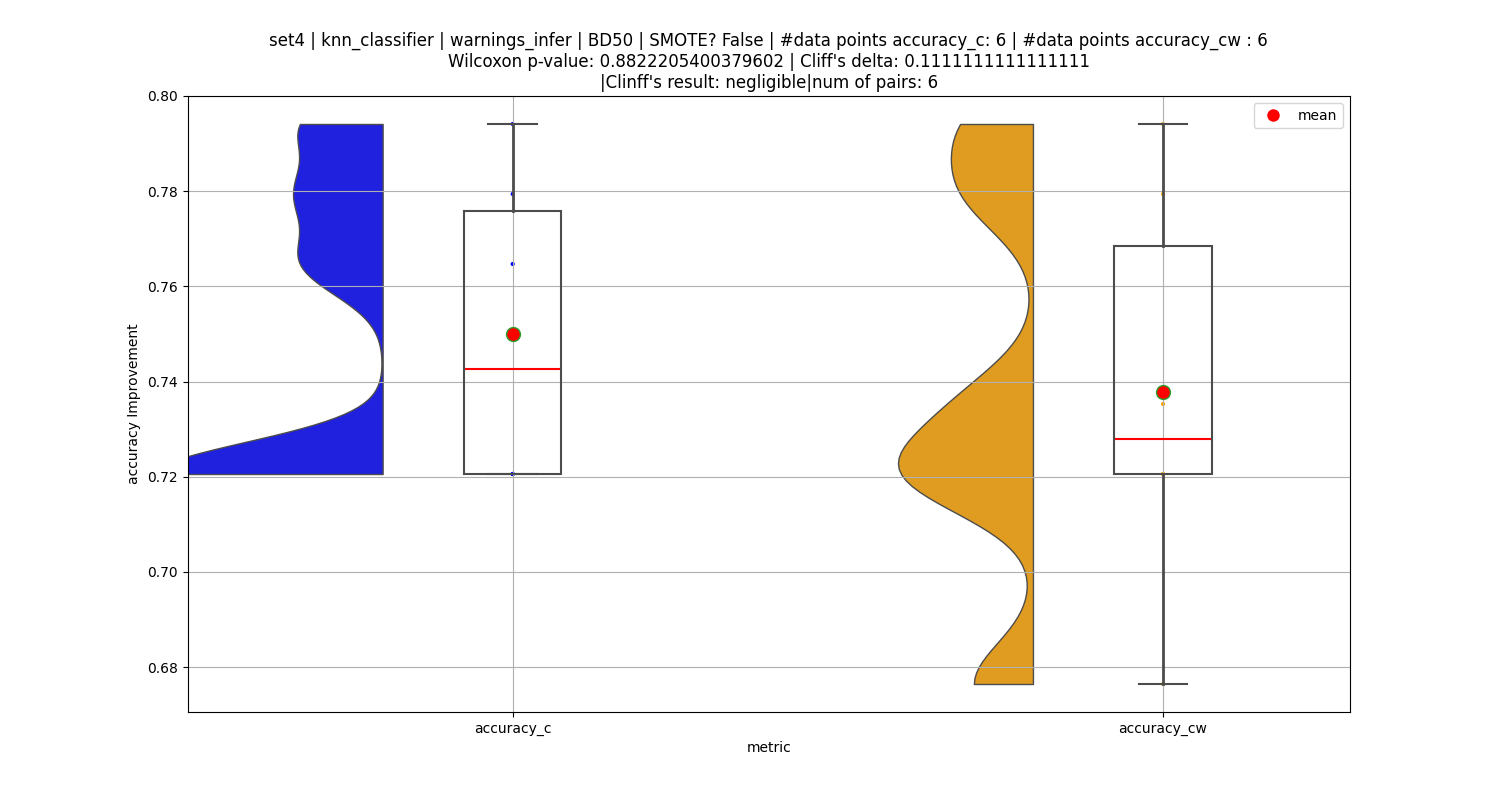 set4 | knn_classifier | warnings_infer | BD50 | SMOTE? False | #data points accuracy_c: 6 | #data points accuracy_cw : 6
Wilcoxon p-value: 0.8822205400379602 | Cliff's delta: 0.1111111111111111
|Clinff's result: negligible|num of pairs: 6
mean
0.80
0.78
0.76
0.74
0.72
0.70
0.68
accuracy Improvement
accuracy_c
accuracy_cw
metric